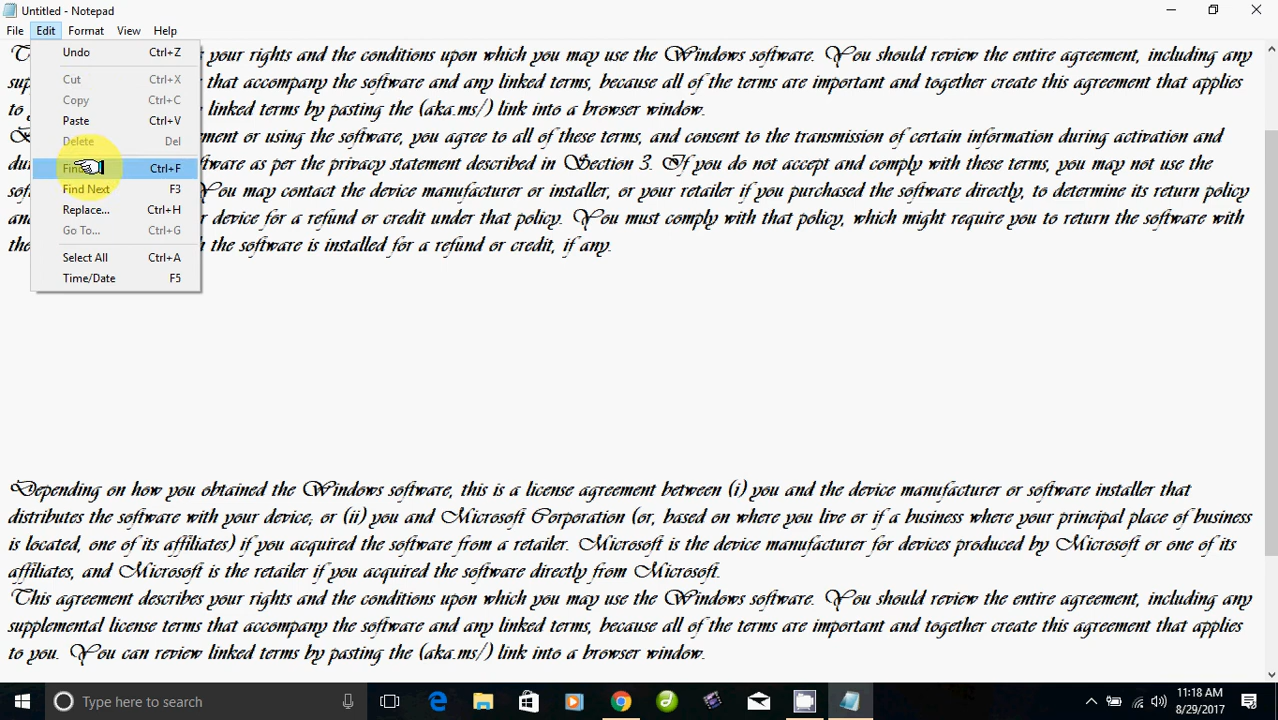 Untitled - Notepad
File Edit Format View Help
Undo Ctrl+Z
Cut Ctrl+X
Copy Ctrl+C
Paste Ctrl+V
Delete Del
Ctrl+F
Find Next F3
Replace... Ctrl+H
Go To... Ctrl+G
Select All Ctrl+A
Time/Date F5
your rights and the conditions upon which you may use the Windows software. You should review the entire agreement, including any
that accompany the software and any linked terms, because all of the terms are important and together create this agreement that applies
to linked terms by pasting the (aka.ms/) link into a browser window.
or using the software, you agree to all of these terms, and consent to the transmission of certain information during activation and
as per the privacy statement described in Section 3. If you do not accept and comply with these terms, you may not use the
You may contact the device manufacturer or installer, or your retailer if you purchased the software directly, to determine its return policy
and device for a refund or credit under that policy. You must comply with that policy, which might require you to return the software with
the the software is installed for a refund or credit, if any.
Depending on how you obtained the Windows software, this is a license agreement between (i) you and the device manufacturer or software installer that
distributes the software with your device; or (ii) you and Microsoft Corporation (or, based on where you live or if a business where your principal place of business
is located, one of its affiliates) if you acquired the software from a retailer. Microsoft is the device manufacturer for devices produced by Microsoft or one of its
affiliates, and Microsoft is the retailer if you acquired the software directly from Microsoft.
This agreement describes your rights and the conditions upon which you may use the Windows software. You should review the entire agreement, including any
supplemental license terms that accompany the software and any linked terms, because all of the terms are important and together create this agreement that applies
to you. You can review linked terms by pasting the (aka.ms/) link into a browser window.
Type here to search
11:18 AM
8/29/2017